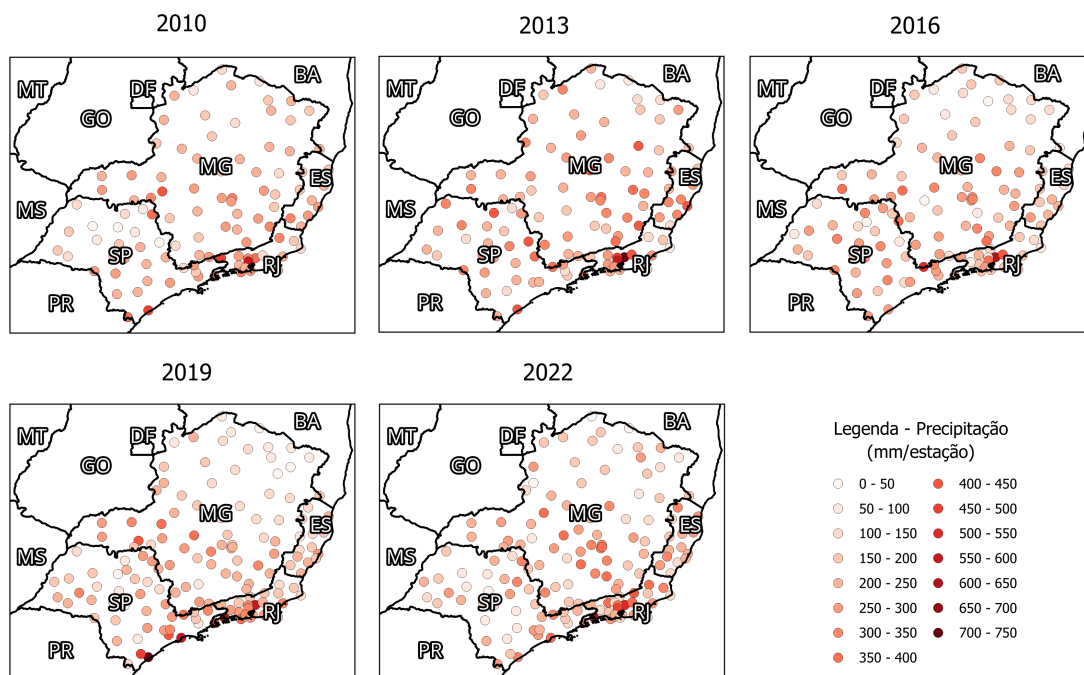 2010
2013
2016
MT
DF
BA
GO
MG
ES
MS
SP
RJ
PR
MT
DF
BA
GO
MG
ES
MS
SP
RJ
PR
MT
DF
BA
GO
MG
ES
MS
SP
RJ
PR
2019
2022
MT
DF
BA
GO
MG
ES
MS
SP
RJ
PR
MT
DF
BA
GO
MG
ES
MS
SP
RJ
PR
Legenda - Precipitação
(mm/estação)
0 - 50
50 - 100
100 - 150
150 - 200
200 - 250
250 - 300
300 - 350
350 - 400
400 - 450
450 - 500
500 - 550
550 - 600
600 - 650
650 - 700
700 - 750